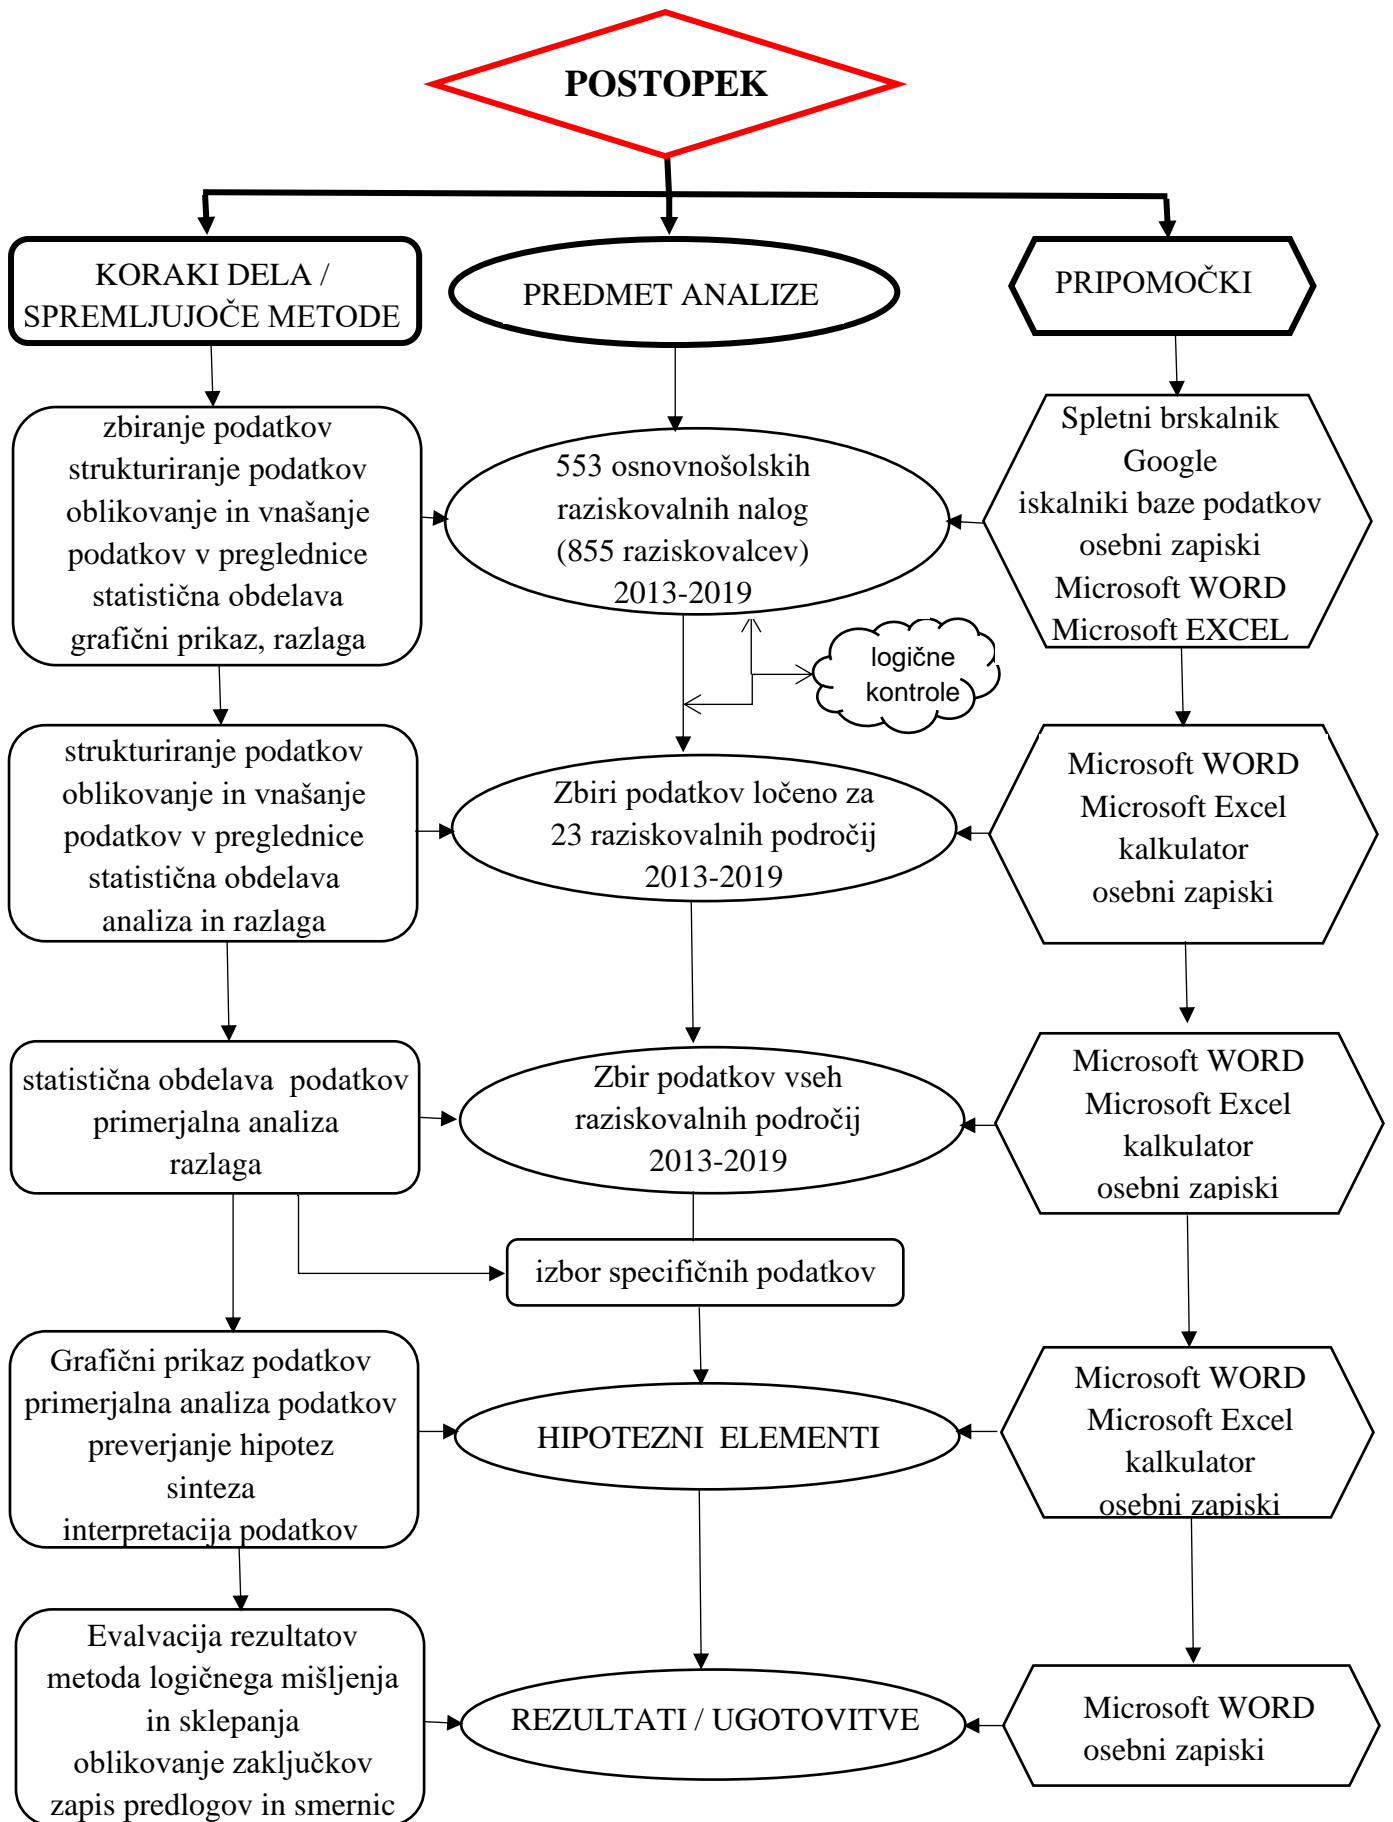 POSTOPEK
KORAKI DELA /
SPREMLJUJOČE METODE
PREDMET ANALIZE
PRIPOMOČKI
zbiranje podatkov
strukturiranje podatkov
oblikovanje in vnašanje
podatkov v preglednice
statistična obdelava
grafični prikaz, razlaga
553 osnovnošolskih
raziskovalnih nalog
(855 raziskovalcev)
2013-2019
Spletni brskalnik
Google
iskalniki baze podatkov
osebni zapiski
Microsoft WORD
Microsoft EXCEL
logične
kontrole
strukturiranje podatkov
oblikovanje in vnašanje
podatkov v preglednice
statistična obdelava
analiza in razlaga
Zbiri podatkov ločeno za
23 raziskovalnih področij
2013-2019
Microsoft WORD
Microsoft Excel
kalkulator
osebni zapiski
statistična obdelava podatkov
primerjalna analiza
razlaga
Zbir podatkov vseh
raziskovalnih področij
2013-2019
Microsoft WORD
Microsoft Excel
kalkulator
osebni zapiski
izbor specifičnih podatkov
Grafični prikaz podatkov
primerjalna analiza podatkov
preverjanje hipotez
sinteza
interpretacija podatkov
HIPOTEZNI ELEMENTI
Microsoft WORD
Microsoft Excel
kalkulator
osebni zapiski
Evalvacija rezultatov
metoda logičnega mišljenja
in sklepanja
oblikovanje zaključkov
zapis predlogov in smernic
REZULTATI / UGOTOVITVE
Microsoft WORD
osebni zapiski